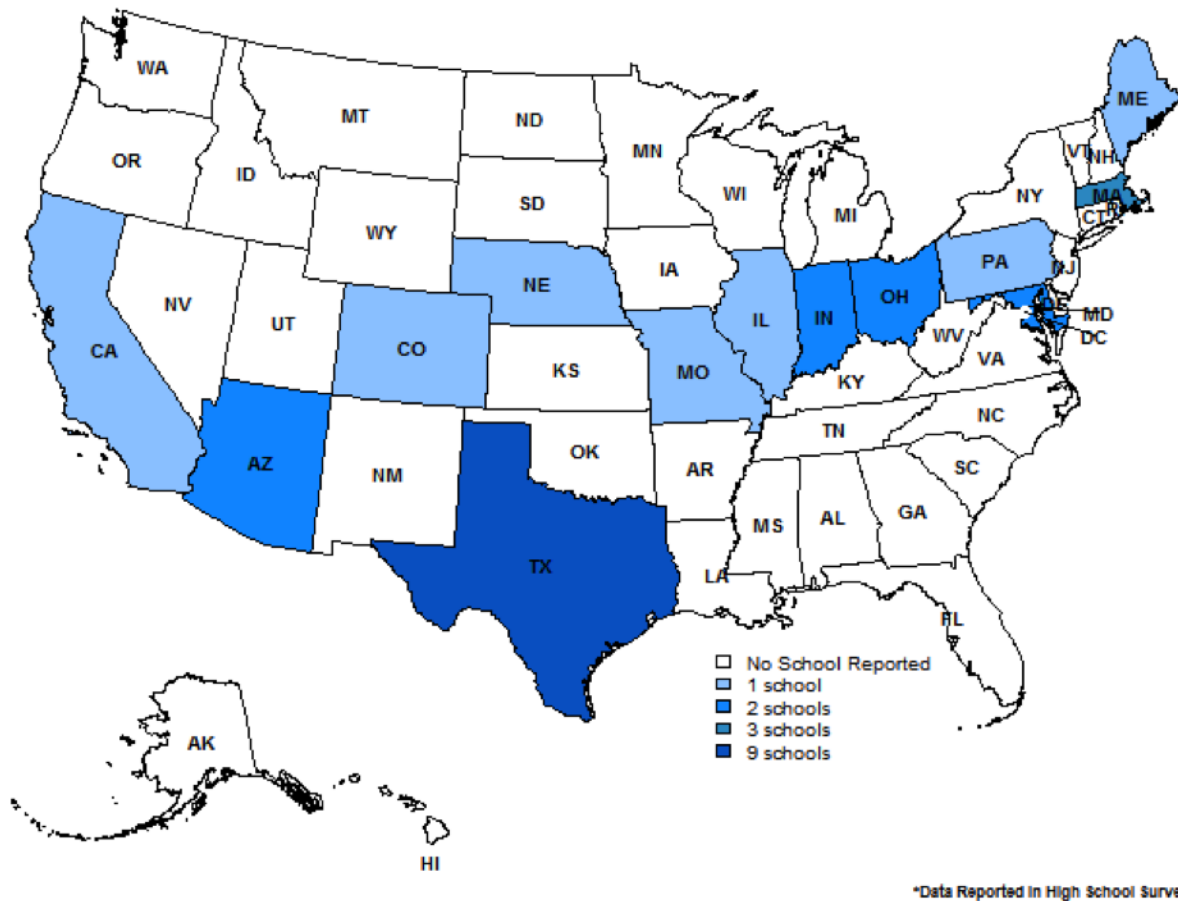 WA
MT
ND
MN
ME
OR
ID
SD
WI
MI
VT
NH
NY
MA
CT
R
WY
IA
NE
PA
NJ
NV
UT
CO
IL
IN
OH
DE
MD
DC
CA
KS
MO
WV
VA
KY
AZ
NM
OK
TN
NC
AR
SC
TX
MS
AL
GA
LA
FL
No School Reported
1 school
2 schools
3 schools
9 schools
AK
HI
*Data Reported in High School Surve